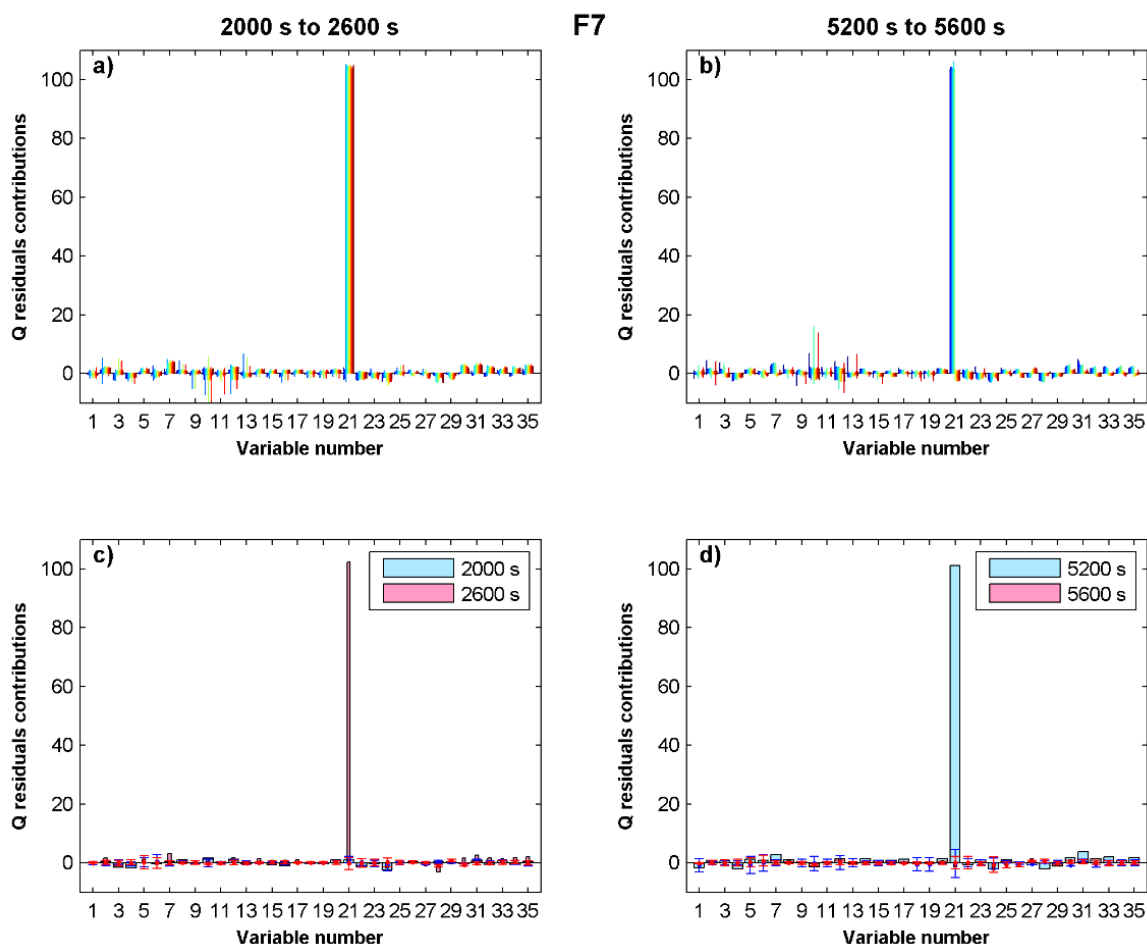 2000 s to 2600 s F7 5200 s to 5600 s
a)
100
80
60
40
20
0
Q residuals contributions
1 3 5 7 9 11 13 15 17 19 21 23 25 27 29 31 33 35
Variable number
b)
100
80
60
40
20
0
Q residuals contributions
1 3 5 7 9 11 13 15 17 19 21 23 25 27 29 31 33 35
Variable number
c)
2000 s
2600 s
100
80
60
40
20
0
Q residuals contributions
1 3 5 7 9 11 13 15 17 19 21 23 25 27 29 31 33 35
Variable number
d)
5200 s
5600 s
100
80
60
40
20
0
Q residuals contributions
1 3 5 7 9 11 13 15 17 19 21 23 25 27 29 31 33 35
Variable number